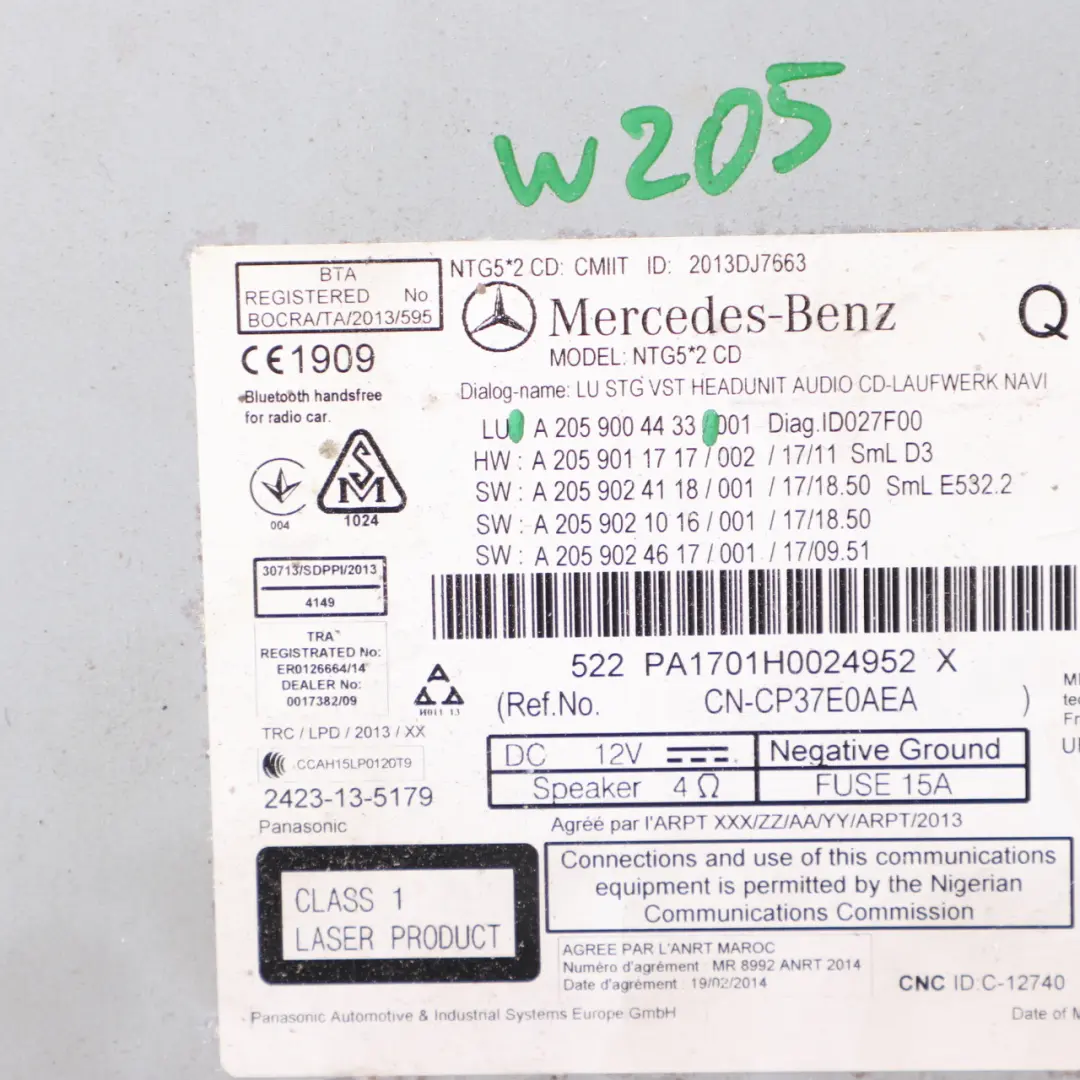 W205
BTA
REGISTERED No
BOCRA/TA/2013/595
NTG5*2 CD: CMIIT ID: 2013DJ7663
Mercedes-Benz
Q
MODEL: NTG5*2 CD
CE1909
Bluetooth handsfree
for radio car.
Dialog-name: LU STG VST HEADUNIT AUDIO CD-LAUFWERK NAVI
LU A 205 900 44 33 001 Diag.ID027F00
HW : A 205 901 17 17 / 002 / 17/11 SmL D3
SW : A 205 902 41 18 / 001 / 17/18.50 SmL E532.2
SW : A 205 902 10 16 / 001 / 17/18.50
SW : A 205 902 46 17 / 001 / 17/09.51
004
SM
1024
30713/SDPPI/2013
4149
TRA
REGISTRATED No:
ER0126664/14
DEALER No:
0017382/09
H011 13
522 PA1701H0024952 X
(Ref.No. CN-CP37E0AEA )
TRC / LPD / 2013 / XX
CCAH15LP0120T9
2423-13-5179
Panasonic
DC 12V
Negative Ground
Speaker 4 Ω
FUSE 15A
Agréé par l'ARPT XXX/ZZ/AA/YY/ARPT/2013
Connections and use of this communications
equipment is permitted by the Nigerian
Communications Commission
CLASS 1
LASER PRODUCT
AGREE PAR L'ANRT MAROC
Numéro d'agrément : MR 8992 ANRT 2014
Date d'agrément : 19/02/2014
CNC ID:C-12740
Panasonic Automotive & Industrial Systems Europe GmbH
Date of M